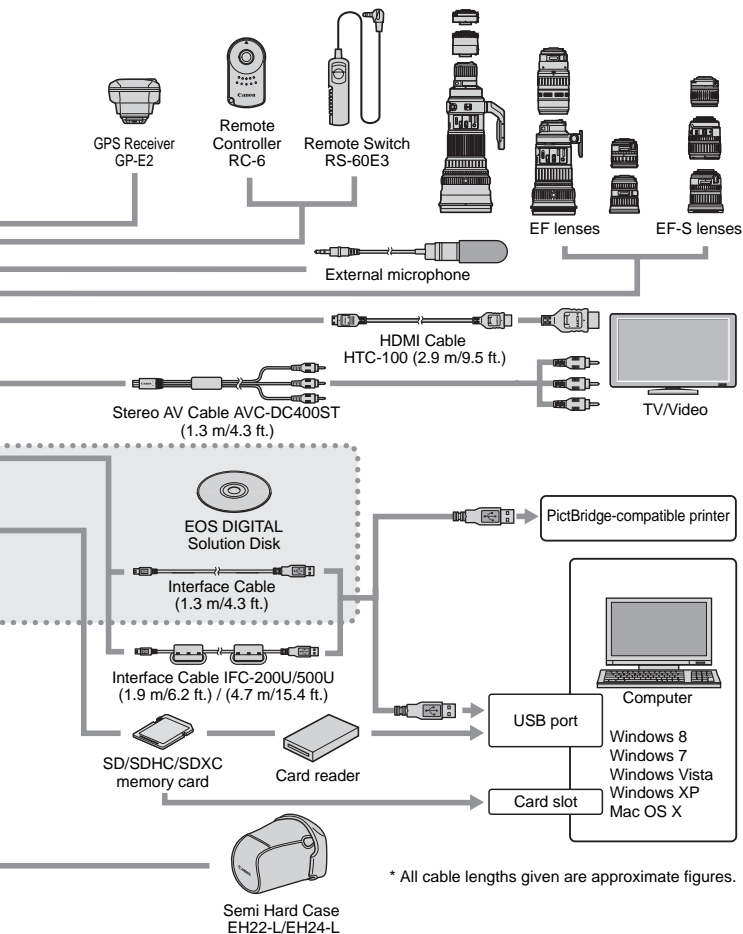 Canon
GPS Receiver
GP-E2
Remote
Controller
RC-6
Remote Switch
RS-60E3
EF lenses
EF-S lenses
External microphone
HDMI Cable
HTC-100 (2.9 m/9.5 ft.)
Stereo AV Cable AVC-DC400ST
(1.3 m/4.3 ft.)
TV/Video
EOS DIGITAL
Solution Disk
PictBridge-compatible printer
Interface Cable
(1.3 m/4.3 ft.)
Interface Cable IFC-200U/500U
(1.9 m/6.2 ft.) / (4.7 m/15.4 ft.)
Computer
USB port
Windows 8
Windows 7
Windows Vista
Windows XP
Mac OS X
SD/SDHC/SDXC
memory card
Card reader
Card slot
* All cable lengths given are approximate figures.
Semi Hard Case
EH22-L/EH24-L